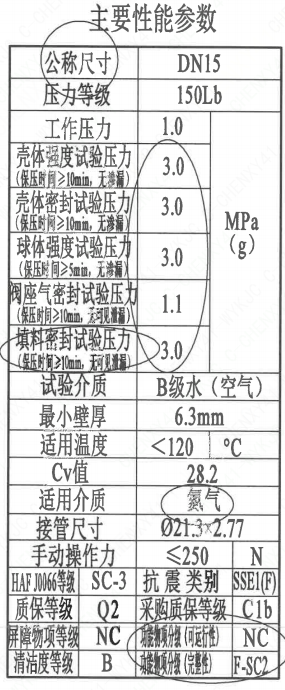 主要性能参数
公称尺寸 DN15
压力等级 150Lb
工作压力 1.0
壳体强度试验压力 3.0
(保压时间≥10min, 无渗漏)
壳体密封试验压力 3.0
(保压时间≥10min, 无渗漏)
MPa
(g)
球体强度试验压力 3.0
(保压时间≥5min, 无渗漏)
阀座气密封试验压力 1.1
(保压时间≥10min, 无可见泄漏)
填料密封试验压力 3.0
(保压时间≥10min, 无可见泄漏)
试验介质 B级水（空气）
最小壁厚 6.3mm
适用温度 <120 °C
Cv值 28.2
适用介质 氮气
接管尺寸 Ø21.3×2.77
手动操作力 ≤250 N
HAF J0066等级 SC-3 抗震类别 SSE1(F)
质保等级 Q2 采购质保等级 C1b
屏障物项等级 NC 功能物项分级（可运行性） NC
清洁度等级 B 功能物项分级（完整性） F-SC2